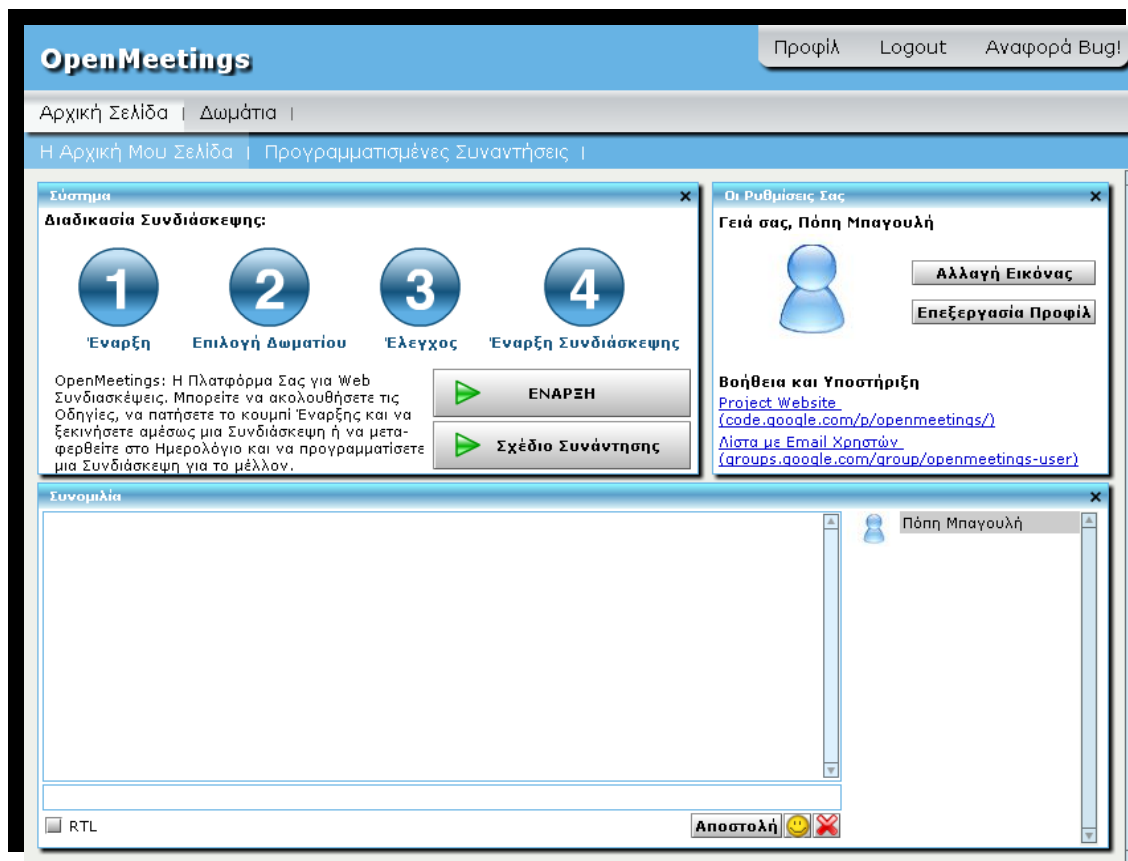 OpenMeetings
Προφίλ Logout Αναφορά Bug!
Αρχική Σελίδα | Δωμάτια |
Η Αρχική Μου Σελίδα | Προγραμματισμένες Συναντήσεις |
Σύστημα
Διαδικασία Συνδιάσκεψης:
1 2 3 4
Έναρξη Επιλογή Δωματίου Έλεγχος Έναρξη Συνδιάσκεψης
OpenMeetings: Η Πλατφόρμα Σας για Web
Συνδιασκέψεις. Μπορείτε να ακολουθήσετε τις
Οδηγίες, να πατήσετε το κουμπί Έναρξης και να
ξεκινήσετε αμέσως μια Συνδιάσκεψη ή να μετα-
φερθείτε στο Ημερολόγιο και να προγραμματίσετε
μια Συνδιάσκεψη για το μέλλον.
ΕΝΑΡΞΗ
Σχέδιο Συνάντησης
Οι Ρυθμίσεις Σας
Γειά σας, Πόπη Μπαγουλή
Αλλαγή Εικόνας
Επεξεργασία Προφίλ
Βοήθεια και Υποστήριξη
Project Website
(code.google.com/p/openmeetings/)
Λίστα με Email Χρηστών
(groups.google.com/group/openmeetings-user)
Συνομιλία
Πόπη Μπαγουλή
RTL
Αποστολή